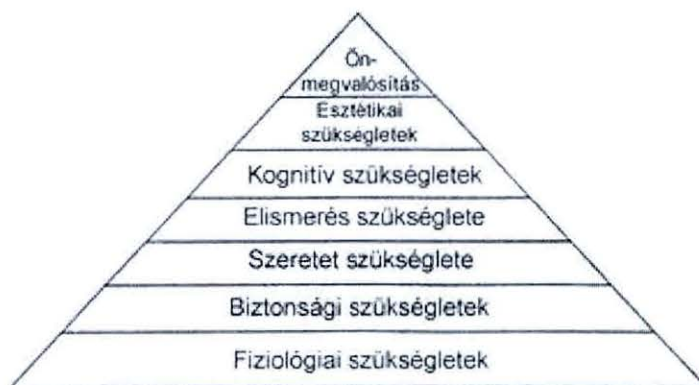 Ön-
megvalósítás
Esztétikai
szükségletek
Kognitív szükségletek
Elismerés szükséglete
Szeretet szükséglete
Biztonsági szükségletek
Fiziológiai szükségletek